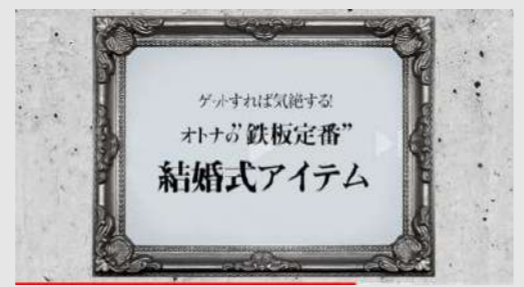 ゲットすれば気絶する!
オトナの“鉄板定番”
結婚式アイテム